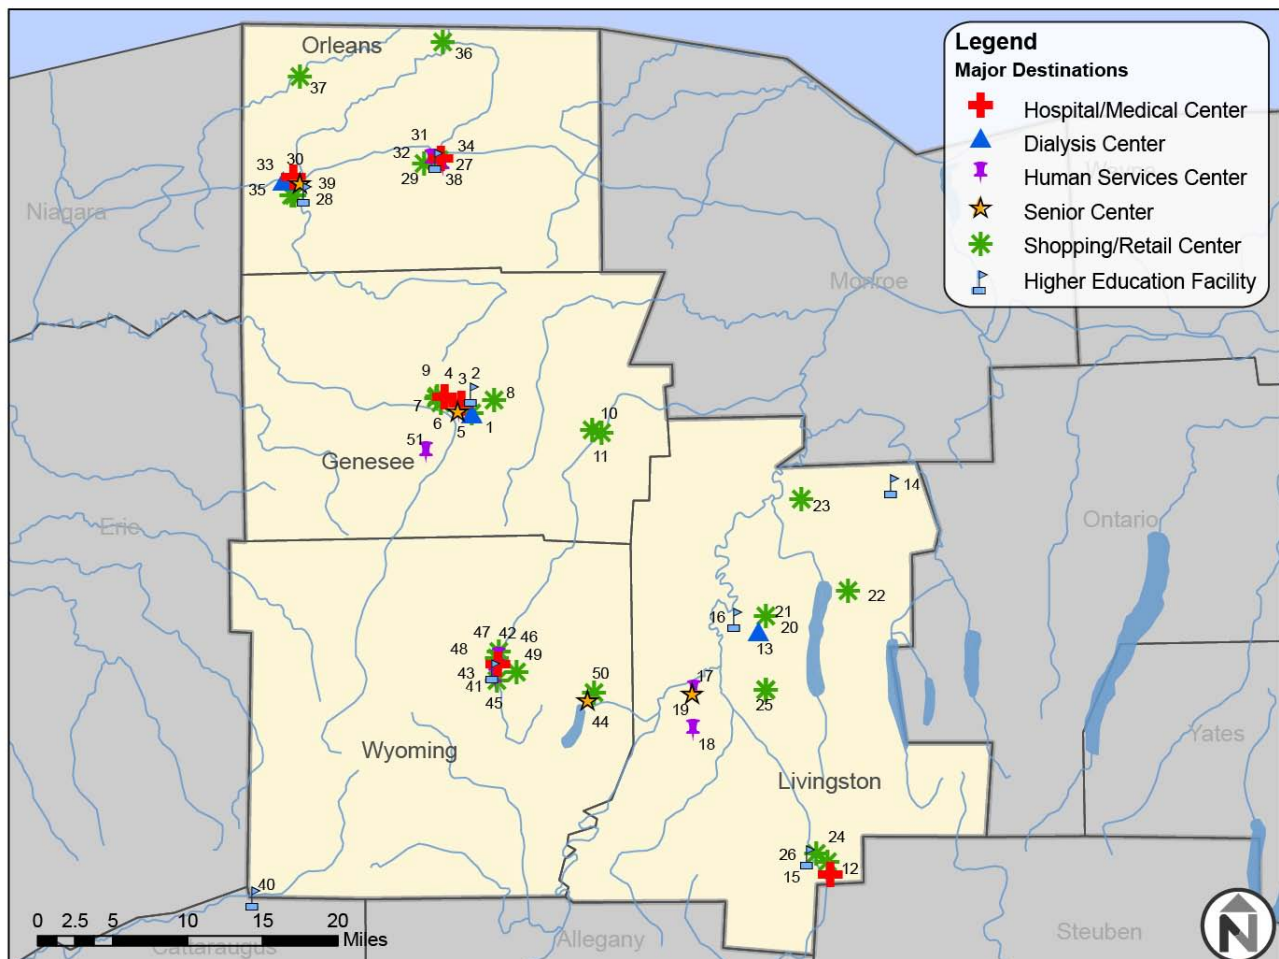 Orleans
36
37
31
34
32
27
29
38
33
30
39
35
28
Niagara
Legend
Major Destinations
Hospital/Medical Center
Dialysis Center
Human Services Center
Senior Center
Shopping/Retail Center
Higher Education Facility
Wayne
Monroe
9
4
3
2
8
7
6
5
1
10
11
51
Genesee
Erie
23
14
Ontario
22
21
20
16
13
47
42
46
48
49
43
41
45
50
44
17
19
18
25
Wyoming
Livingston
Yates
24
26
12
15
40
0
2.5
5
10
15
20
Miles
Cattaraugus
Allegany
Steuben
N